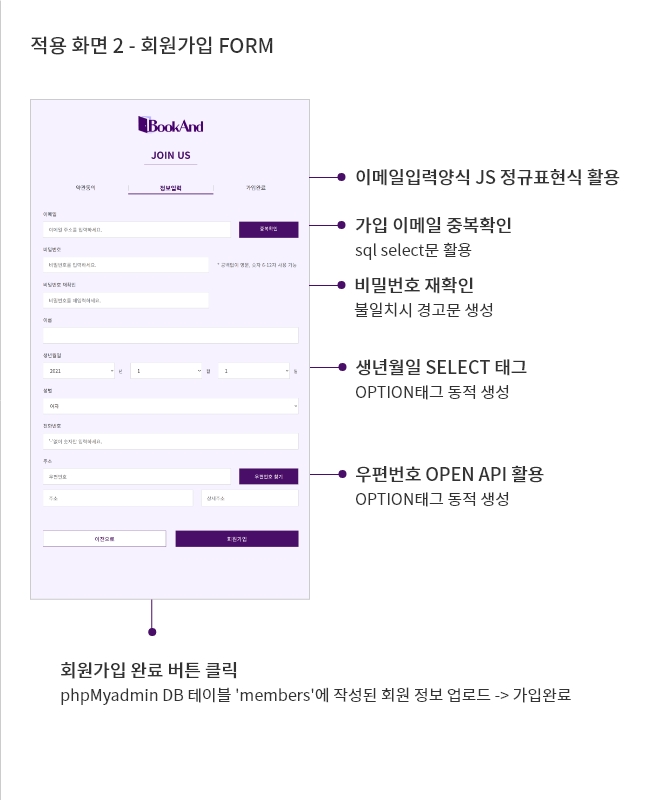 적용 화면 2 - 회원가입 FORM
BookAnd
JOIN US
약관동의 정보입력 가입완료
이메일
이메일 주소를 입력하세요. 중복확인
비밀번호
비밀번호를 입력하세요. * 공백없이 영문, 숫자 6-12자 사용 가능
비밀번호 재확인
비밀번호를 재입력하세요.
이름
생년월일
2021 년 1 월 1 일
성별
여자
전화번호
'-'없이 숫자만 입력하세요.
주소
우편번호 우편번호 찾기
주소 상세주소
이전으로 회원가입
이메일입력양식 JS 정규표현식 활용
가입 이메일 중복확인
sql select문 활용
비밀번호 재확인
불일치시 경고문 생성
생년월일 SELECT 태그
OPTION태그 동적 생성
우편번호 OPEN API 활용
OPTION태그 동적 생성
회원가입 완료 버튼 클릭
phpMyadmin DB 테이블 'members'에 작성된 회원 정보 업로드 -> 가입완료